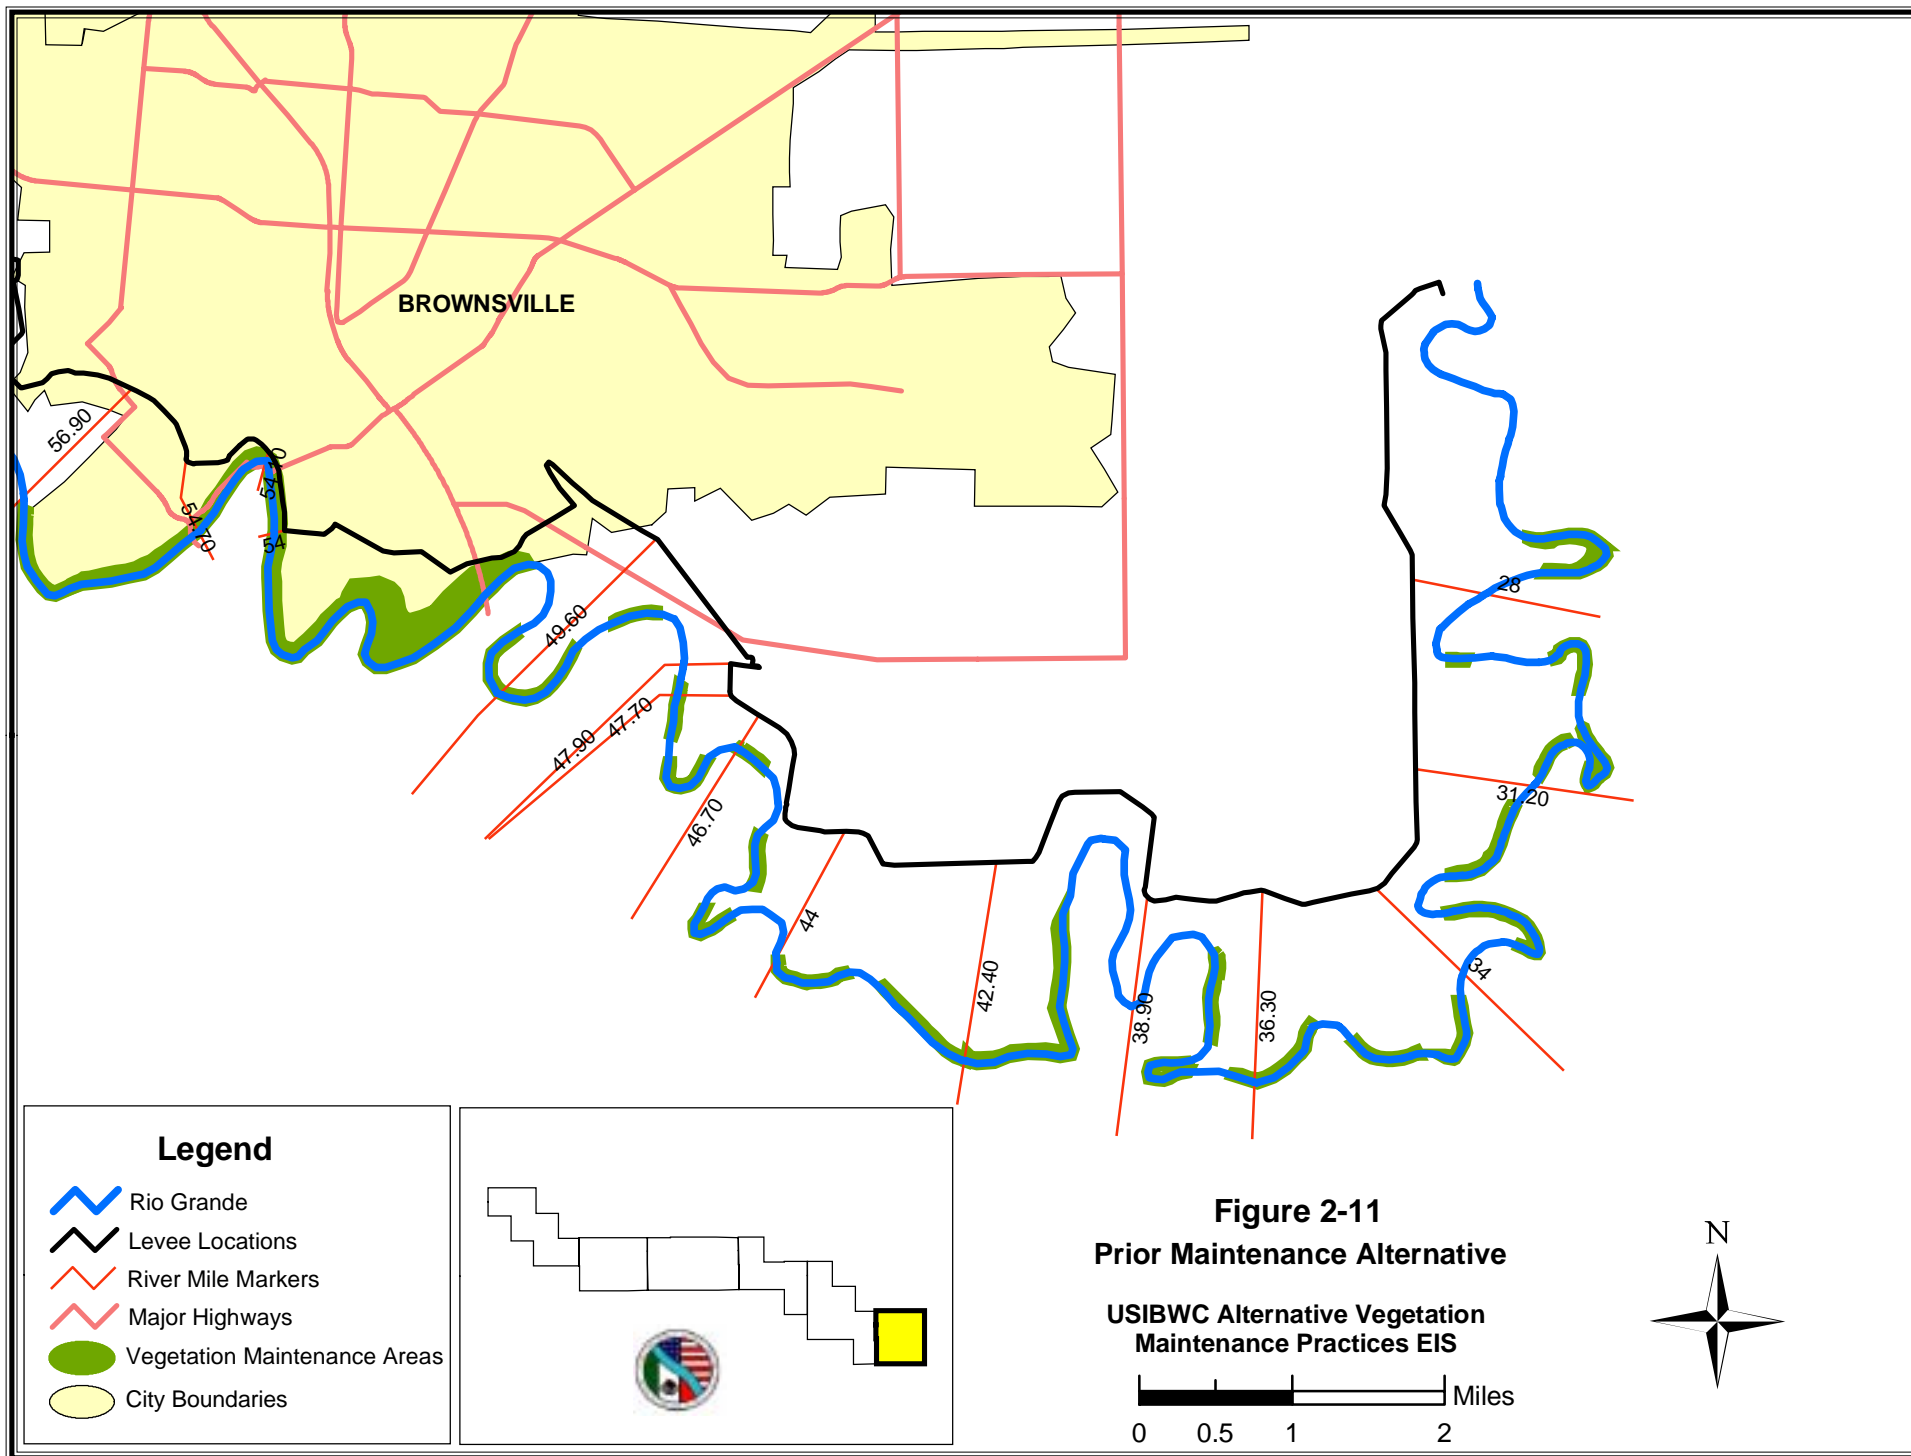 BROWNSVILLE
56.90
54.70
54.10
54
49.60
47.90
47.70
46.70
44
42.40
38.90
36.30
34
31.20
28
Legend
Rio Grande
Levee Locations
River Mile Markers
Major Highways
Vegetation Maintenance Areas
City Boundaries
Figure 2-11
Prior Maintenance Alternative
USIBWC Alternative Vegetation
Maintenance Practices EIS
Miles
0 0.5 1 2
N